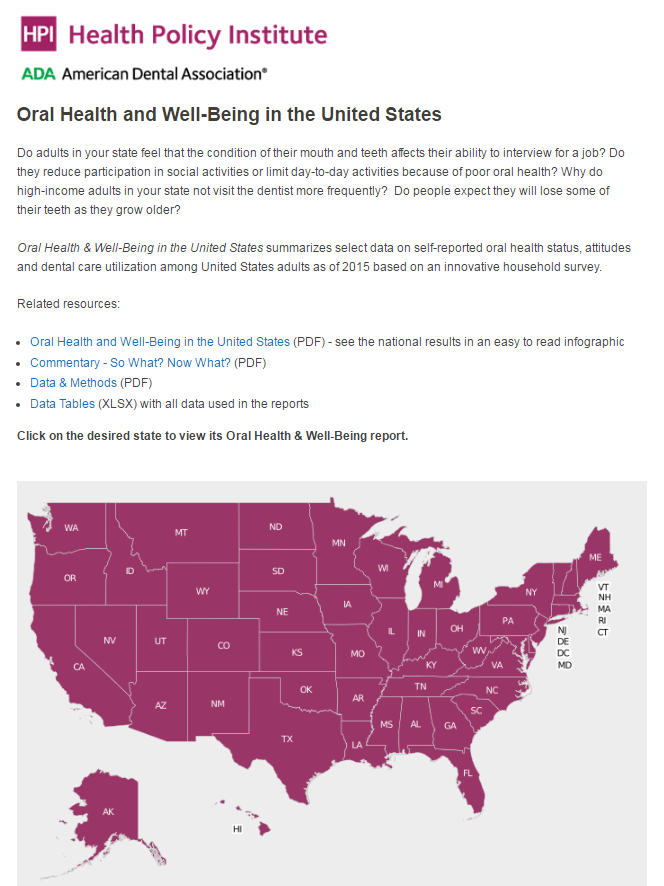 HPI Health Policy Institute
ADA American Dental Association®
Oral Health and Well-Being in the United States
Do adults in your state feel that the condition of their mouth and teeth affects their ability to interview for a job? Do
they reduce participation in social activities or limit day-to-day activities because of poor oral health? Why do
high-income adults in your state not visit the dentist more frequently?  Do people expect they will lose some of
their teeth as they grow older?
Oral Health & Well-Being in the United States summarizes select data on self-reported oral health status, attitudes
and dental care utilization among United States adults as of 2015 based on an innovative household survey.
Related resources:
Oral Health and Well-Being in the United States (PDF) - see the national results in an easy to read infographic
Commentary - So What? Now What? (PDF)
Data & Methods (PDF)
Data Tables (XLSX) with all data used in the reports
Click on the desired state to view its Oral Health & Well-Being report.
WA
MT
ND
MN
ME
OR
ID
SD
WI
MI
VT
NH
MA
RI
CT
WY
NY
NE
IA
PA
NJ
DE
DC
MD
NV
UT
CO
KS
MO
IL
IN
OH
WV
VA
KY
CA
AZ
NM
OK
AR
TN
NC
SC
TX
LA
MS
AL
GA
FL
AK
HI